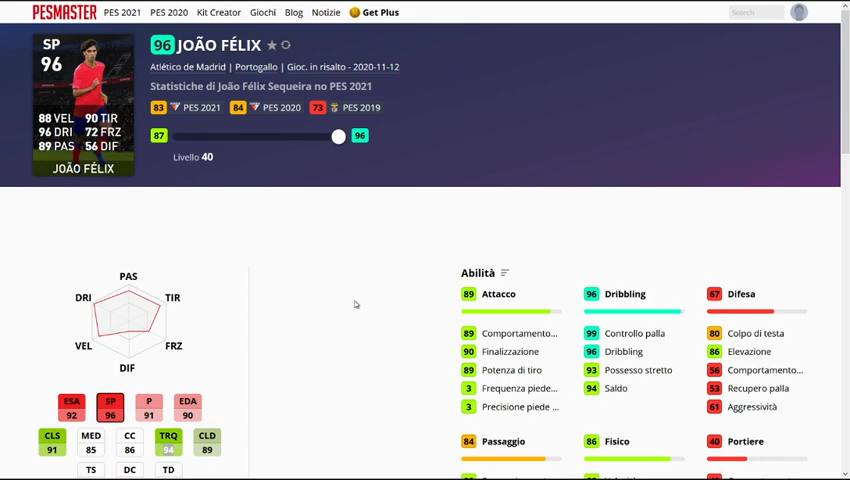 PESMASTER PES 2021 PES 2020 Kit Creator Giochi Blog Notizie Get Plus Search
SP
96
88 VEL 90 TIR
96 DRI 72 FRZ
89 PAS 56 DIF
JOÃO FÉLIX
96 JOÃO FÉLIX
Atlético de Madrid | Portogallo | Gioc. in risalto - 2020-11-12
Statistiche di João Félix Sequeira no PES 2021
83 PES 2021 84 PES 2020 73 PES 2019
87 96
Livello 40
PAS
DRI TIR
VEL FRZ
DIF
ESA SP P EDA
92 96 91 90
CLS MED CC TRQ CLD
91 85 86 94 89
TS DC TD
Abilità
89 Attacco
89 Comportamento...
90 Finalizzazione
89 Potenza di tiro
3 Frequenza piede...
3 Precisione piede ...
96 Dribbling
99 Controllo palla
96 Dribbling
93 Possesso stretto
94 Saldo
67 Difesa
80 Colpo di testa
86 Elevazione
56 Comportamento...
53 Recupero palla
61 Aggressività
84 Passaggio
86 Fisico
40 Portiere